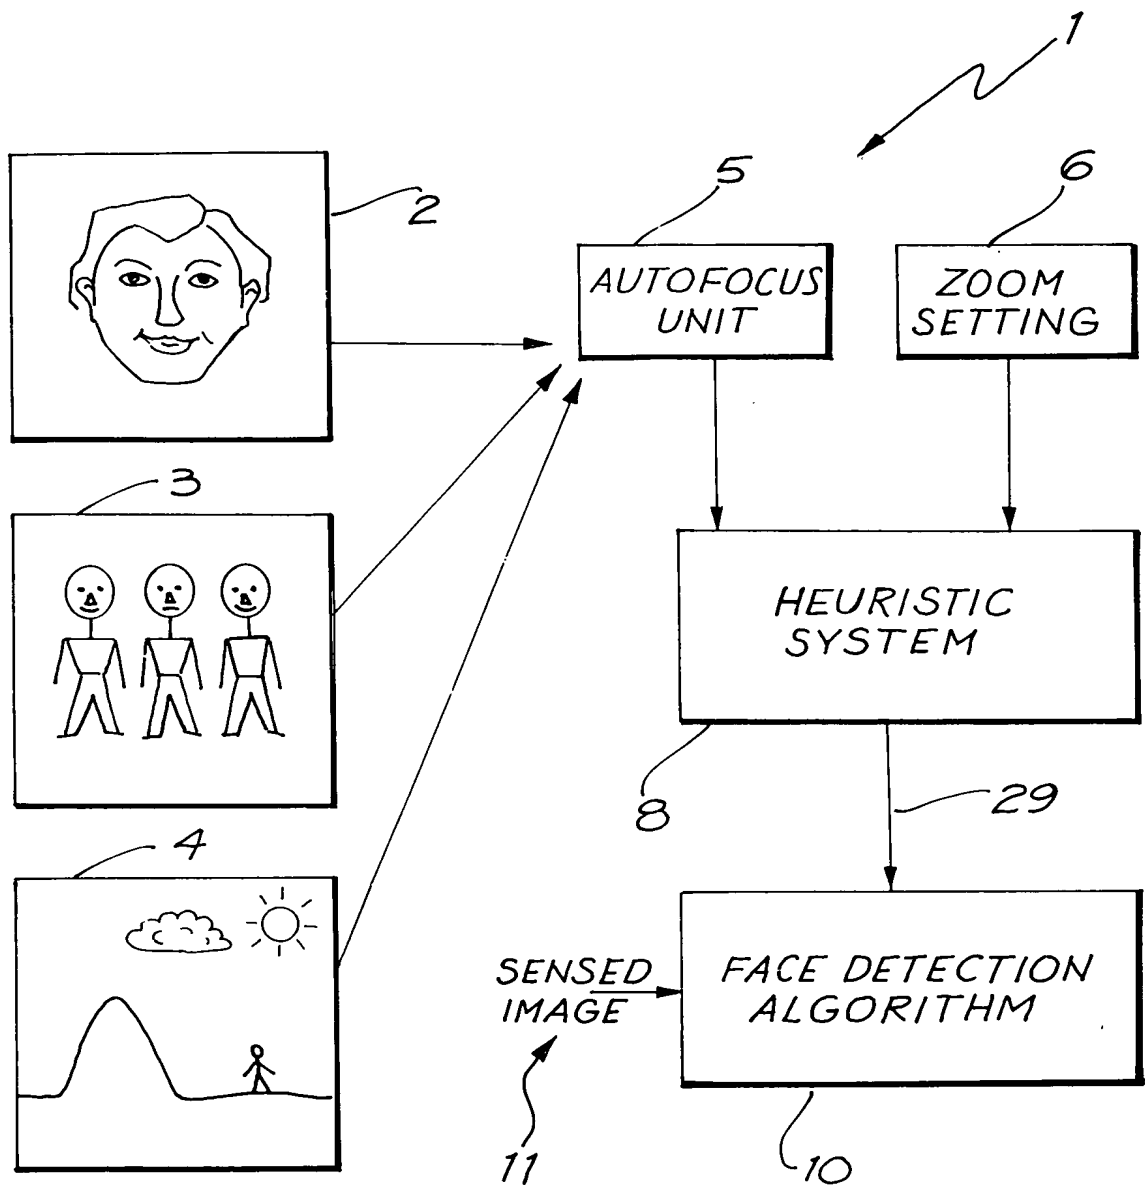 1
2
5
6
AUTOFOCUS
UNIT
ZOOM
SETTING
3
HEURISTIC
SYSTEM
8
29
4
SENSED
IMAGE
FACE DETECTION
ALGORITHM
11
10